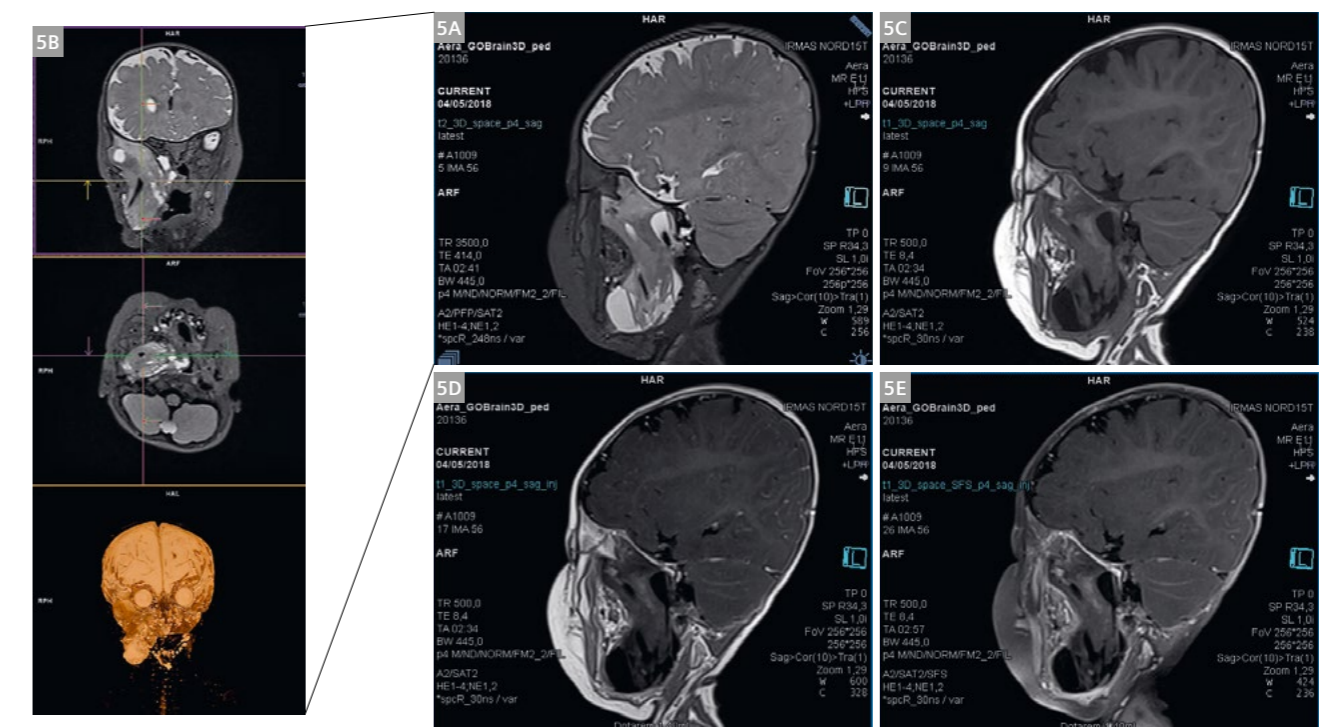 5B
HAR
RPH
ARF
RPH
HAL
RPH
5A
HAR
Aera_GOBrain3D_ped
20136
IRMAS NORD15T
Aera
MR E11
HFS
+LPH
CURRENT
04/05/2018
t2_3D_space_p4_sag
latest
#A1009
5 IMA 56
ARF
TR 3500,0
TE 414,0
TA 02:41
BW 445,0
p4 M/ND/NORM/FM2_2/FIL
A2/PFP/SAT2
HE1-4;NE1,2
*spcR_248ns / var
L
TP 0
SP R34,3
SL 1,0i
FoV 256*256
256p*256
Sag>Cor(10)>Tra(1)
Zoom 1,29
W 589
C 256
5C
HAR
Aera_GOBrain3D_ped
20136
IRMAS NORD15T
Aera
MR E11
HFS
+LPH
CURRENT
04/05/2018
t1_3D_space_p4_sag
latest
#A1009
9 IMA 56
ARF
TR 500,0
TE 8,4
TA 02:34
BW 445,0
p4 M/ND/NORM/FM2_2/FIL
A2/SAT2
HE1-4;NE1,2
*spcR_30ns / var
L
TP 0
SP R34,3
SL 1,0i
FoV 256*256
256*256
Sag>Cor(10)>Tra(1)
Zoom 1,29
W 524
C 238
5D
HAR
Aera_GOBrain3D_ped
20136
IRMAS NORD15T
Aera
MR E11
HFS
+LPH
CURRENT
04/05/2018
t1_3D_space_p4_sag_inj
latest
#A1009
17 IMA 56
ARF
TR 500,0
TE 8,4
TA 02:34
BW 445,0
p4 M/ND/NORM/FM2_2/FIL
A2/SAT2
HE1-4;NE1,2
*spcR_30ns / var
L
TP 0
SP R34,3
SL 1,0i
FoV 256*256
256*256
Sag>Cor(10)>Tra(1)
Zoom 1,29
W 600
C 328
5E
HAR
Aera_GOBrain3D_ped
20136
IRMAS NORD15T
Aera
MR E11
HFS
+LPH
CURRENT
04/05/2018
t1_3D_space_SFS_p4_sag_inj
latest
#A1009
26 IMA 56
ARF
TR 500,0
TE 8,4
TA 02:57
BW 445,0
p4 M/ND/NORM/FM2_2/FIL
A2/SAT2/SFS
HE1-4;NE1,2
*spcR_30ns / var
L
TP 0
SP R34,3
SL 1,0i
FoV 256*256
256*256
Sag>Cor(10)>Tra(1)
Zoom 1,29
W 424
C 236